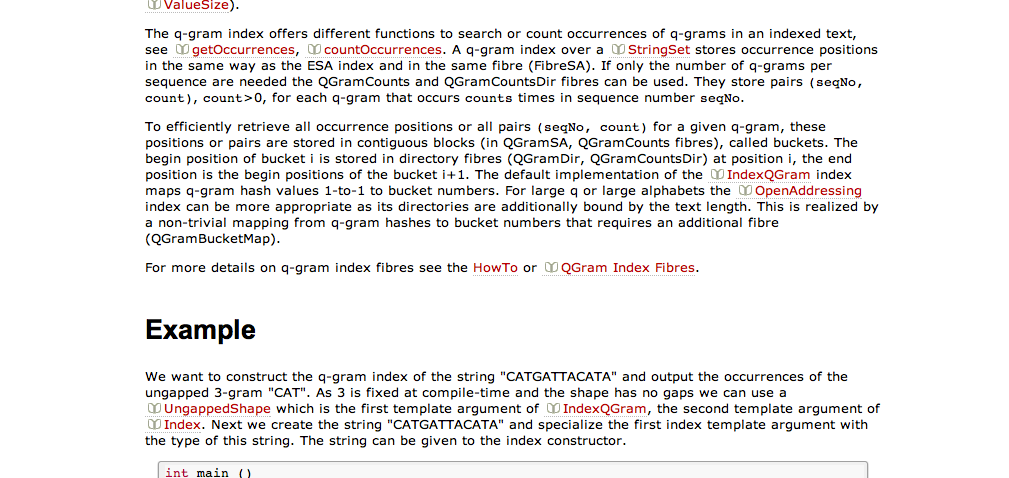 ValueSize).
The q-gram index offers different functions to search or count occurrences of q-grams in an indexed text,
see getOccurrences, countOccurrences. A q-gram index over a StringSet stores occurrence positions
in the same way as the ESA index and in the same fibre (FibreSA). If only the number of q-grams per
sequence are needed the QGramCounts and QGramCountsDir fibres can be used. They store pairs (seqNo,
count), count>0, for each q-gram that occurs counts times in sequence number seqNo.
To efficiently retrieve all occurrence positions or all pairs (seqNo, count) for a given q-gram, these
positions or pairs are stored in contiguous blocks (in QGramSA, QGramCounts fibres), called buckets. The
begin position of bucket i is stored in directory fibres (QGramDir, QGramCountsDir) at position i, the end
position is the begin positions of the bucket i+1. The default implementation of the IndexQGram index
maps q-gram hash values 1-to-1 to bucket numbers. For large q or large alphabets the OpenAddressing
index can be more appropriate as its directories are additionally bound by the text length. This is realized by
a non-trivial mapping from q-gram hashes to bucket numbers that requires an additional fibre
(QGramBucketMap).
For more details on q-gram index fibres see the HowTo or QGram Index Fibres.
Example
We want to construct the q-gram index of the string "CATGATTACATA" and output the occurrences of the
ungapped 3-gram "CAT". As 3 is fixed at compile-time and the shape has no gaps we can use a
UngappedShape which is the first template argument of IndexQGram, the second template argument of
Index. Next we create the string "CATGATTACATA" and specialize the first index template argument with
the type of this string. The string can be given to the index constructor.
int main ()